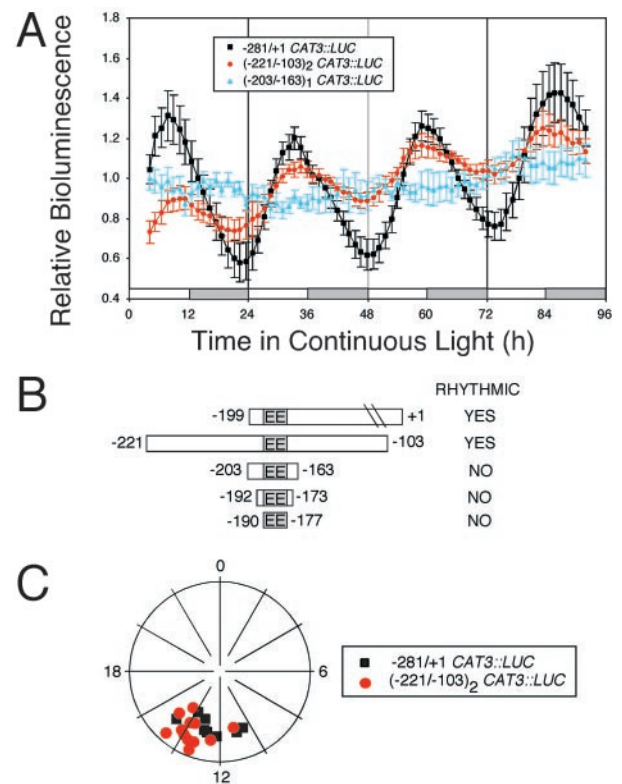 A
Relative Bioluminescence
1.8
1.6
1.4
1.2
1.0
0.8
0.6
0.4
-281/+1 CAT3::LUC
(-221/-103)2 CAT3::LUC
(-203/-163)1 CAT3::LUC
0 12 24 36 48 60 72 84 96
Time in Continuous Light (h)
B
RHYTHMIC
-199 EE +1 YES
-221 EE -103 YES
-203 EE -163 NO
-192 EE -173 NO
-190 EE -177 NO
C
0
18 6
12
-281/+1 CAT3::LUC
(-221/-103)2 CAT3::LUC